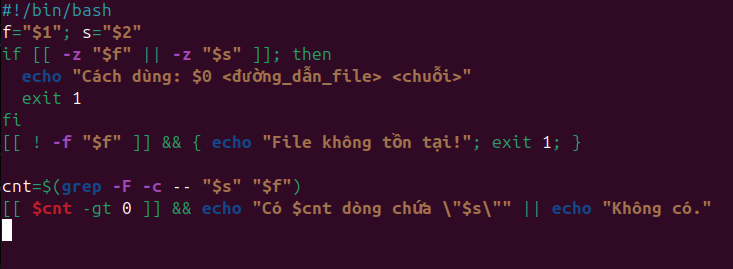 #!/bin/bash
f="$1"; s="$2"
if [[ -z "$f" || -z "$s" ]]; then
  echo "Cách dùng: $0 <đường_dẫn_file> <chuỗi>"
  exit 1
fi
[[ ! -f "$f" ]] && { echo "File không tồn tại!"; exit 1; }

cnt=$(grep -F -c -- "$s" "$f")
[[ $cnt -gt 0 ]] && echo "Có $cnt dòng chứa \"$s\"" || echo "Không có."